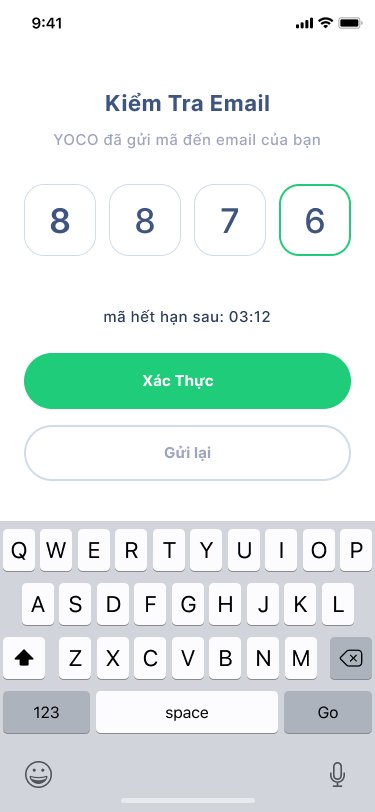 9:41
Kiểm Tra Email
YOCO đã gửi mã đến email của bạn
8 8 7 6
mã hết hạn sau: 03:12
Xác Thực
Gửi lại
Q W E R T Y U I O P
A S D F G H J K L
Z X C V B N M
123 space Go